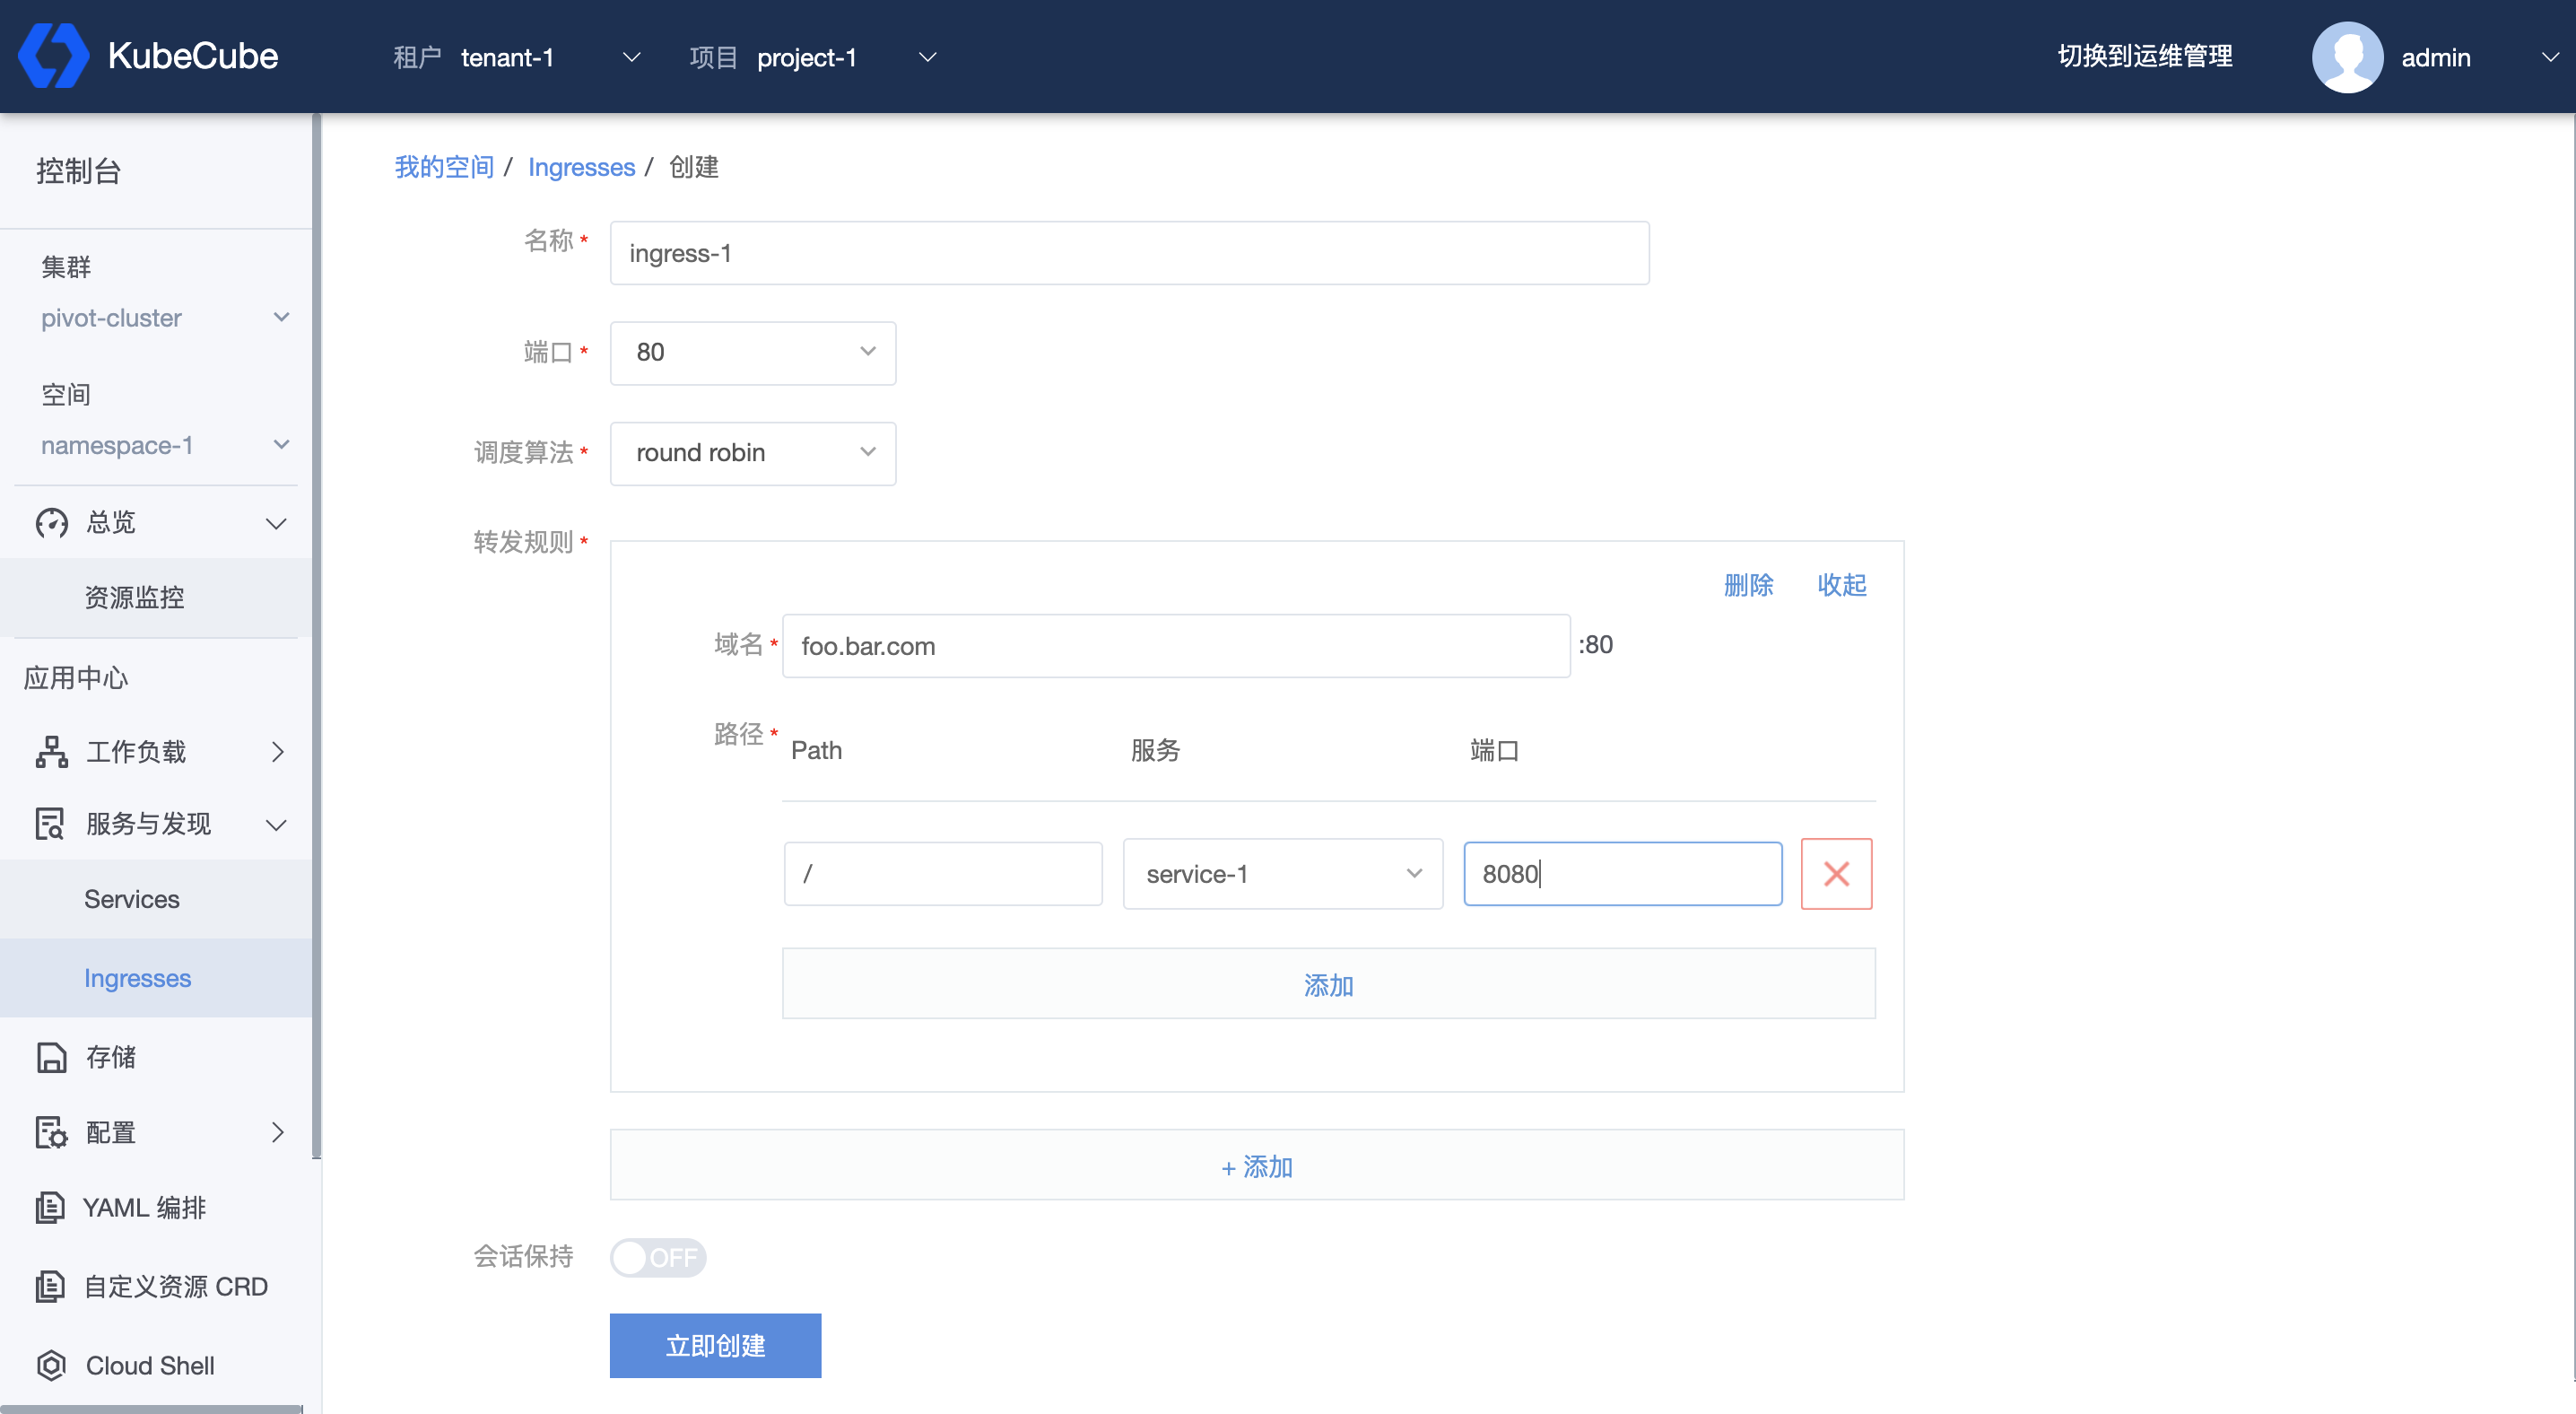 KubeCube
租户 tenant-1
项目 project-1
切换到运维管理
admin
控制台
集群
pivot-cluster
空间
namespace-1
总览
资源监控
应用中心
工作负载
服务与发现
Services
Ingresses
存储
配置
YAML 编排
自定义资源 CRD
Cloud Shell
我的空间 / Ingresses / 创建
名称 * ingress-1
端口 * 80
调度算法 * round robin
转发规则 *
删除 收起
域名 * foo.bar.com :80
路径 * Path 服务 端口
/ service-1 8080
添加
+ 添加
会话保持 OFF
立即创建